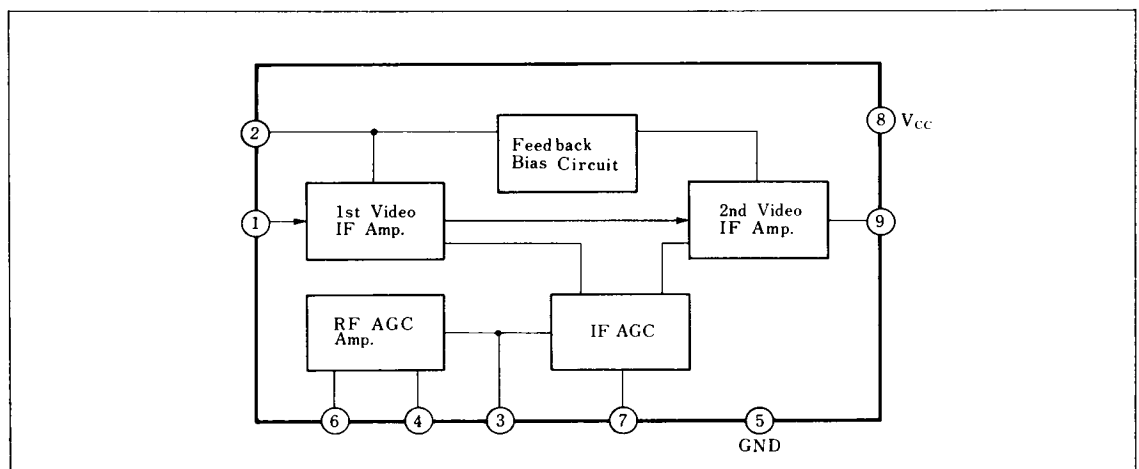 2
Feedback
Bias Circuit
8 VCC
1
1st Video
IF Amp.
2nd Video
IF Amp.
9
RF AGC
Amp.
IF AGC
6
4
3
7
5
GND